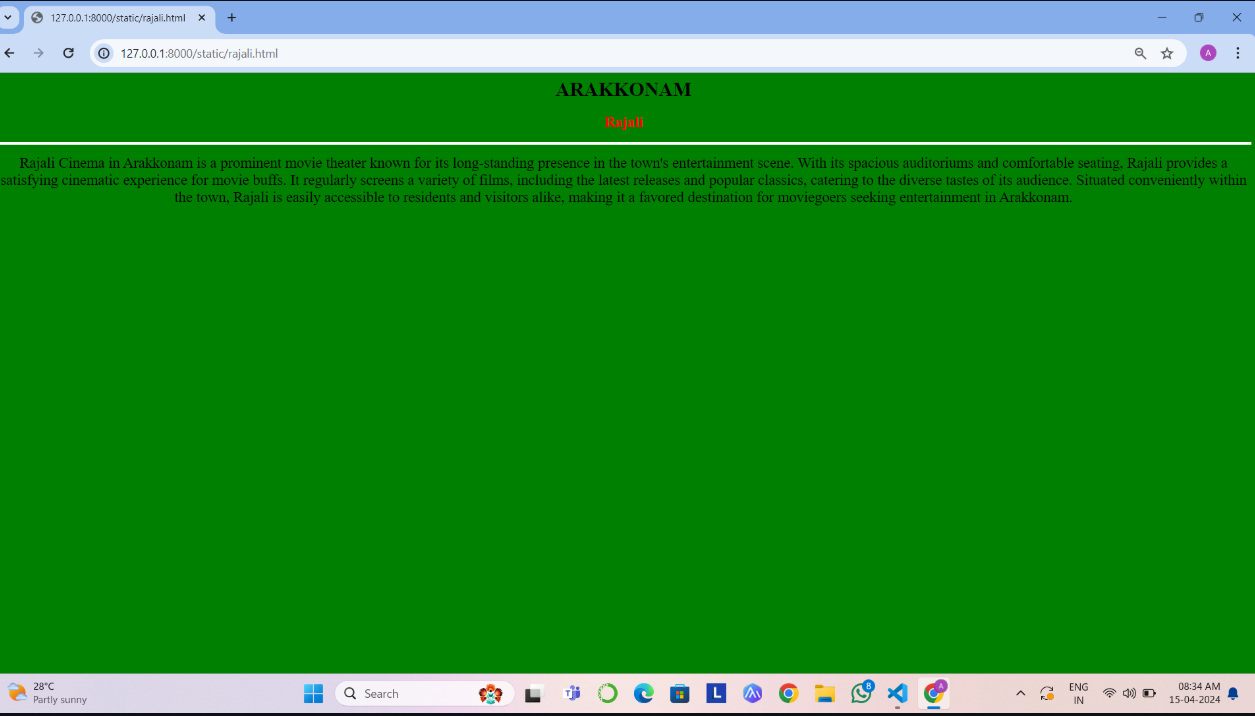 127.0.0.1:8000/static/rajali.html
127.0.0.1:8000/static/rajali.html
A
ARAKKONAM
Rajali
Rajali Cinema in Arakkonam is a prominent movie theater known for its long-standing presence in the town's entertainment scene. With its spacious auditoriums and comfortable seating, Rajali provides a
satisfying cinematic experience for movie buffs. It regularly screens a variety of films, including the latest releases and popular classics, catering to the diverse tastes of its audience. Situated conveniently within
the town, Rajali is easily accessible to residents and visitors alike, making it a favored destination for moviegoers seeking entertainment in Arakkonam.
28°C
Partly sunny
Search
L
8
A
ENG
IN
08:34 AM
15-04-2024